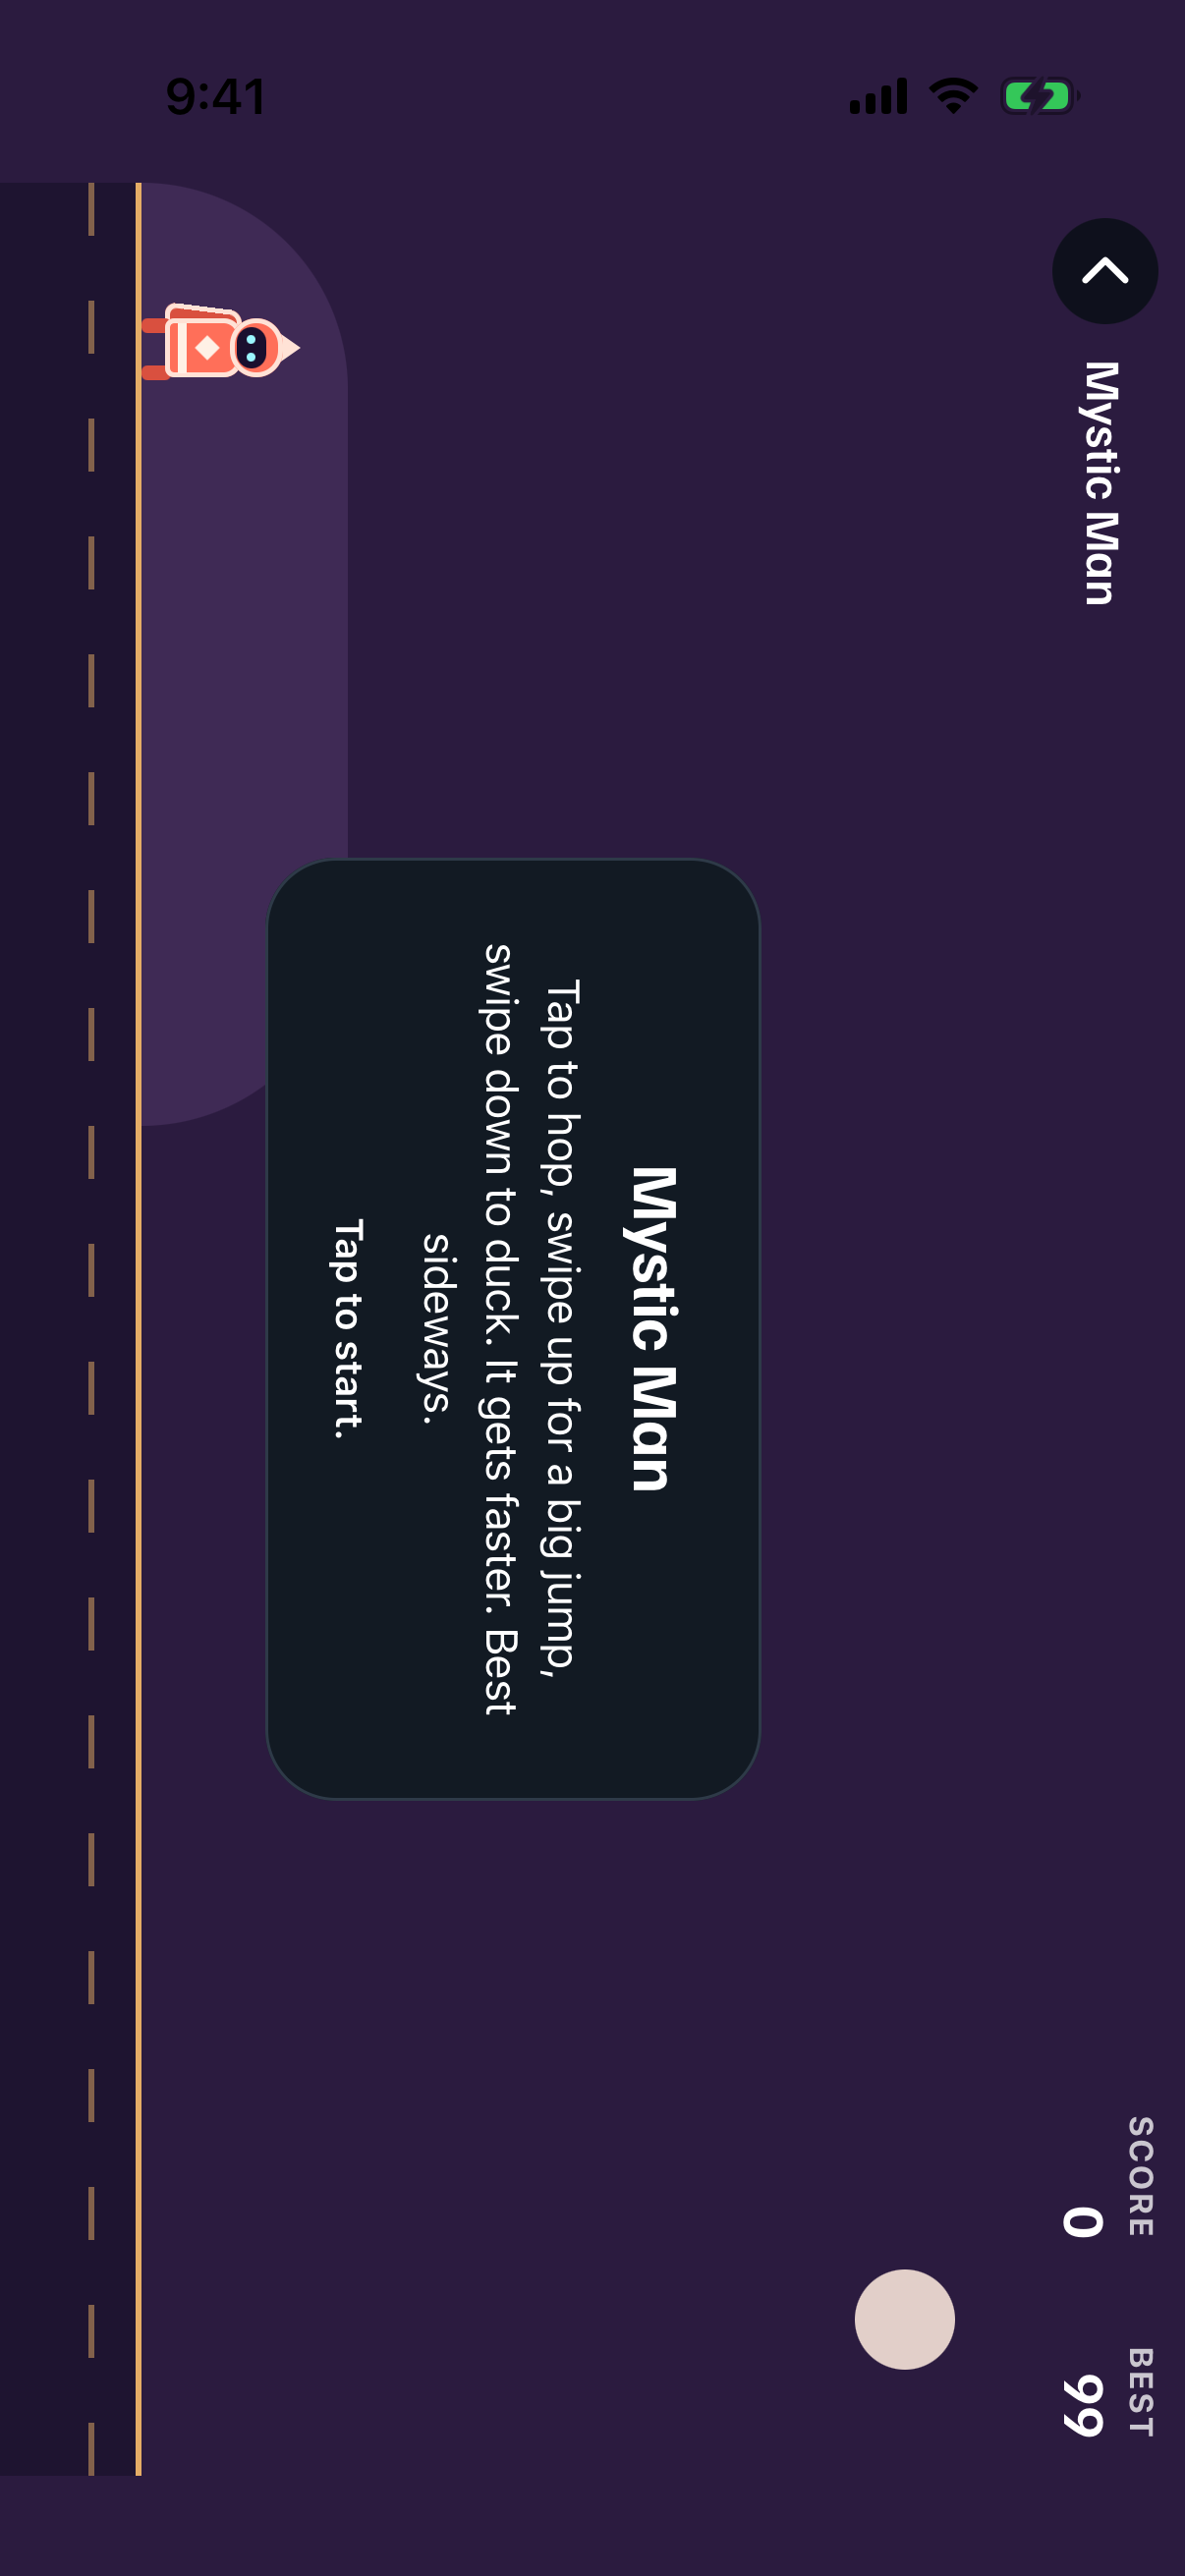 9:41
Mystic Man
SCORE
0
BEST
99
Mystic Man
Tap to hop, swipe up for a big jump,
swipe down to duck. It gets faster. Best
sideways.
Tap to start.